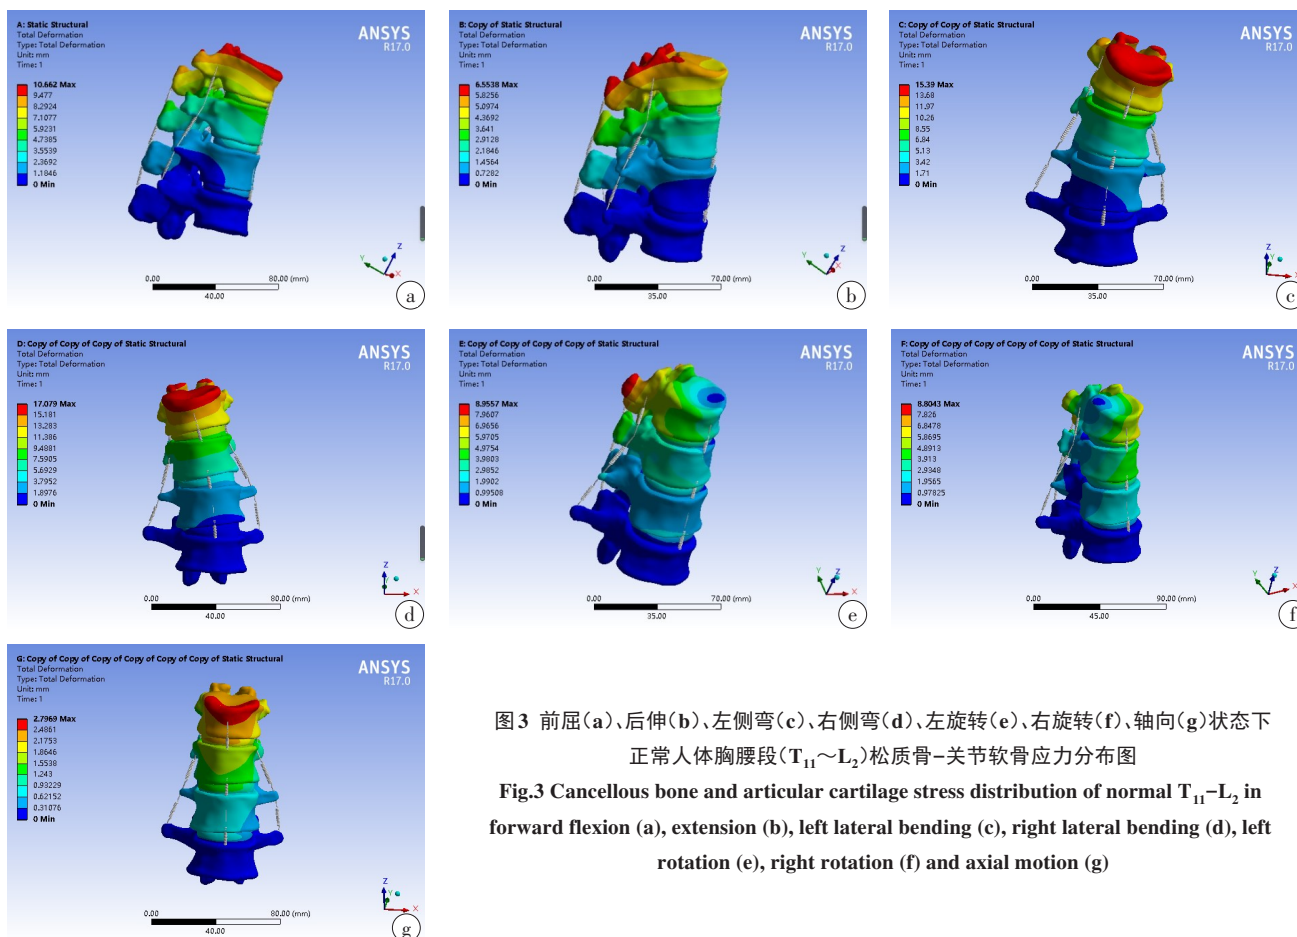 A: Static Structural
Total Deformation
Type: Total Deformation
Unit: mm
Time: 1
10.662 Max
9.477
8.2924
7.1077
5.9231
4.7385
3.5539
2.3692
1.1846
0 Min
ANSYS
R17.0
Z
Y
X
0.00
80.00 (mm)
40.00
a
B: Copy of Static Structural
Total Deformation
Type: Total Deformation
Unit: mm
Time: 1
6.5538 Max
5.8256
5.0974
4.3692
3.641
2.9128
2.1846
1.4564
0.7282
0 Min
ANSYS
R17.0
Z
Y
X
0.00
70.00 (mm)
35.00
b
C: Copy of Copy of Static Structural
Total Deformation
Type: Total Deformation
Unit: mm
Time: 1
15.39 Max
13.68
11.97
10.26
8.55
6.84
5.13
3.42
1.71
0 Min
ANSYS
R17.0
Z
Y
X
0.00
70.00 (mm)
35.00
c
D: Copy of Copy of Copy of Static Structural
Total Deformation
Type: Total Deformation
Unit: mm
Time: 1
17.079 Max
15.181
13.283
11.386
9.4881
7.5905
5.6929
3.7952
1.8976
0 Min
ANSYS
R17.0
Z
Y
X
0.00
80.00 (mm)
40.00
d
E: Copy of Copy of Copy of Copy of Static Structural
Total Deformation
Type: Total Deformation
Unit: mm
Time: 1
8.9557 Max
7.9607
6.9656
5.9705
4.9754
3.9803
2.9852
1.9902
0.99508
0 Min
ANSYS
R17.0
Y
Z
X
0.00
70.00 (mm)
35.00
e
F: Copy of Copy of Copy of Copy of Copy of Static Structural
Total Deformation
Type: Total Deformation
Unit: mm
Time: 1
8.8043 Max
7.826
6.8478
5.8695
4.8913
3.913
2.9348
1.9565
0.97825
0 Min
ANSYS
R17.0
Y
Z
X
0.00
90.00 (mm)
45.00
f
G: Copy of Copy of Copy of Copy of Copy of Copy of Static Structural
Total Deformation
Type: Total Deformation
Unit: mm
Time: 1
2.7969 Max
2.4861
2.1753
1.8646
1.5538
1.243
0.93229
0.62152
0.31076
0 Min
ANSYS
R17.0
Z
Y
X
0.00
80.00 (mm)
40.00
g
图3 前屈(a)、后伸(b)、左侧弯(c)、右侧弯(d)、左旋转(e)、右旋转(f)、轴向(g)状态下
正常人体胸腰段(T₁₁～L₂)松质骨-关节软骨应力分布图
Fig.3 Cancellous bone and articular cartilage stress distribution of normal T₁₁-L₂ in
forward flexion (a), extension (b), left lateral bending (c), right lateral bending (d), left
rotation (e), right rotation (f) and axial motion (g)